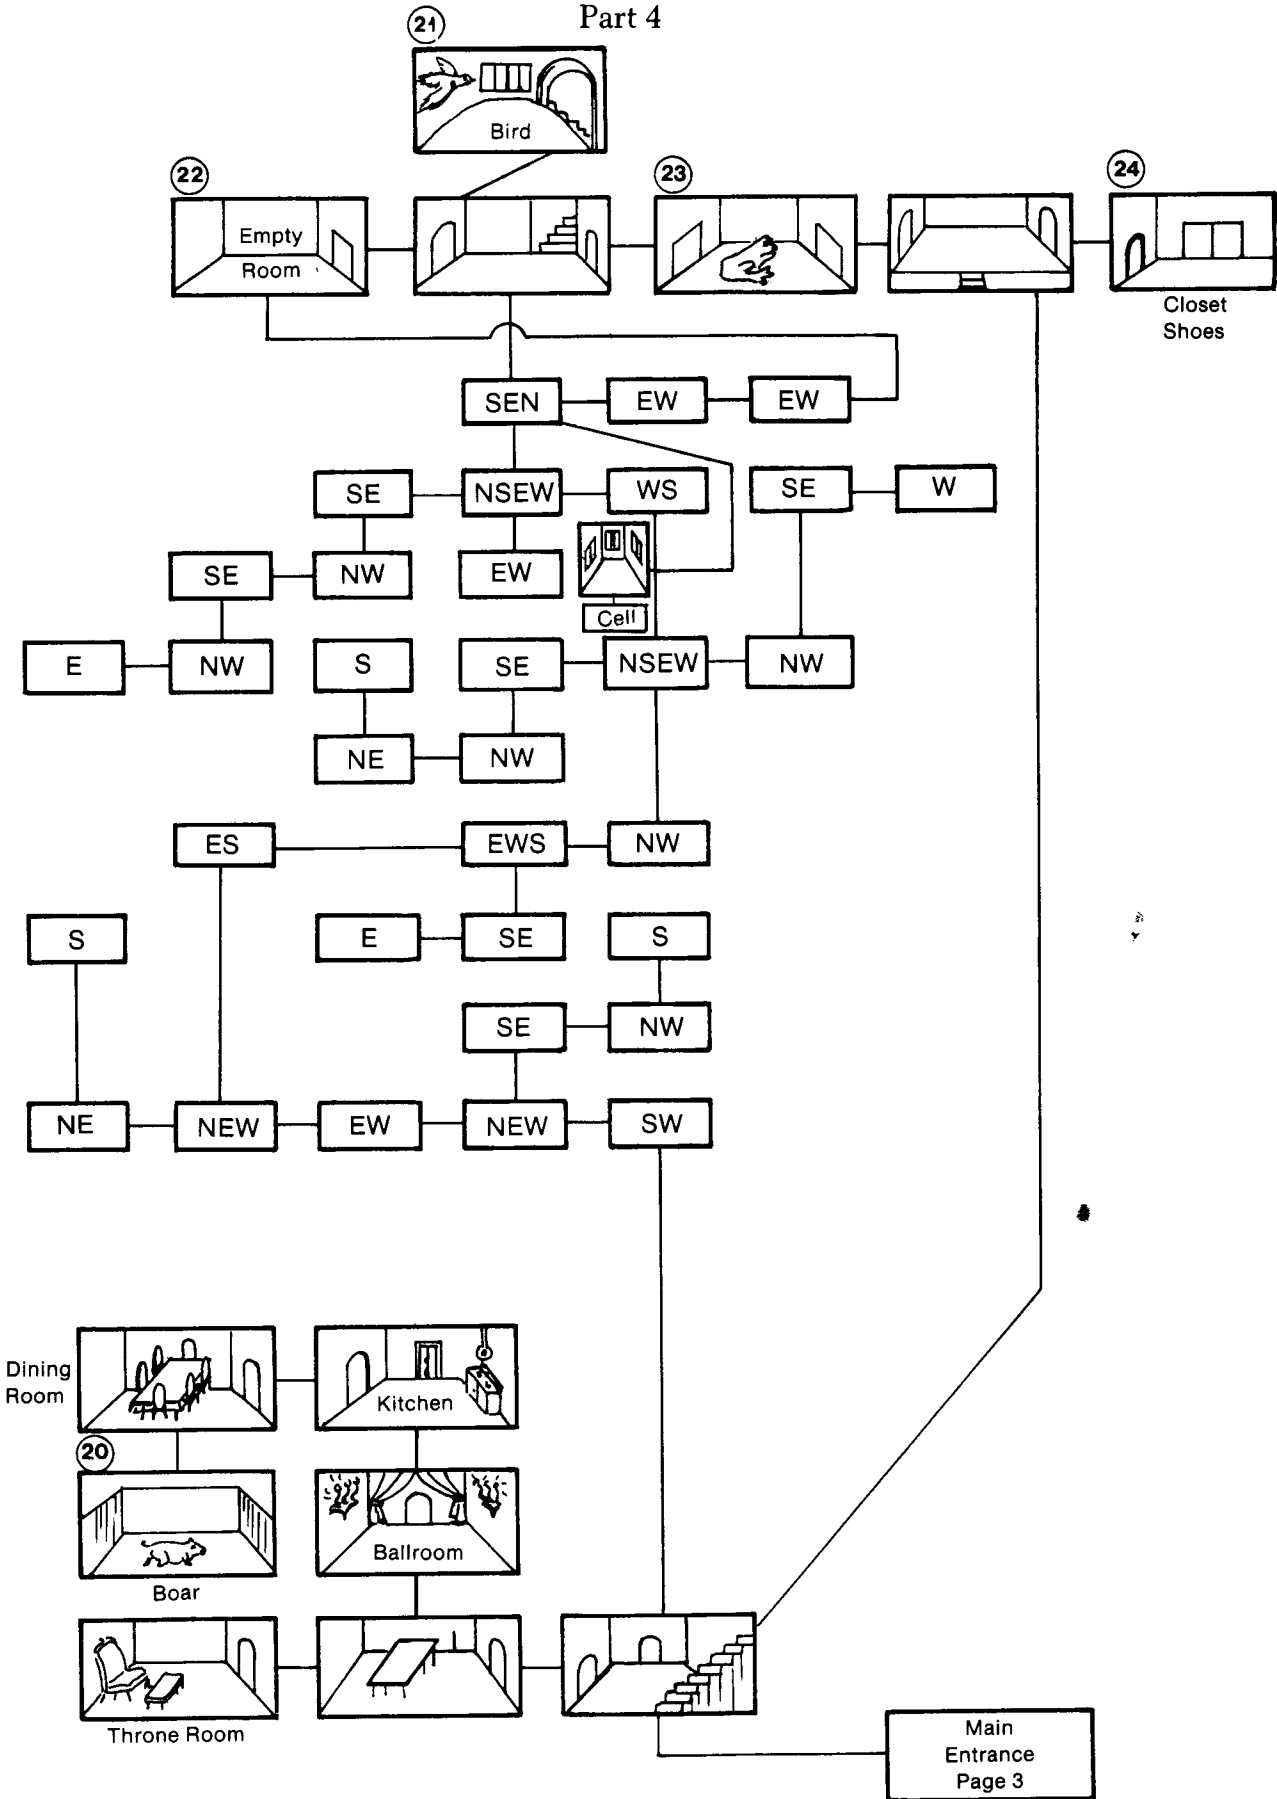 Part 4
21
Bird
22
23
24
Empty
Room
Closet
Shoes
SEN
EW
EW
SE
NSEW
WS
SE
W
SE
NW
EW
Cell
E
NW
S
SE
NSEW
NW
NE
NW
ES
EWS
NW
S
E
SE
S
SE
NW
NE
NEW
EW
NEW
SW
Dining
Room
Kitchen
20
Boar
Ballroom
Throne Room
Main
Entrance
Page 3